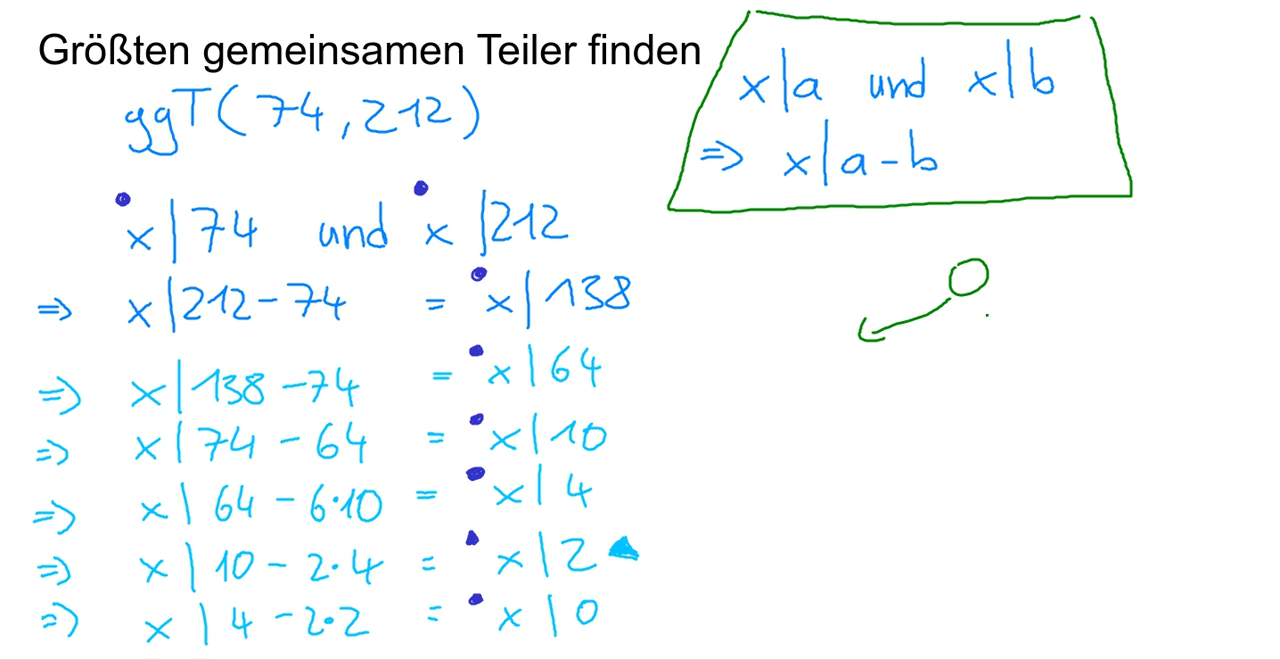 Größten gemeinsamen Teiler finden
ggT(74,212)
x|a und x|b
=> x|a-b
x|74 und x|212
=> x|212-74 = x|138
=> x|138-74 = x|64
=> x|74-64 = x|10
=> x|64-6·10 = x|4
=> x|10-2·4 = x|2
=> x|4-2·2 = x|0